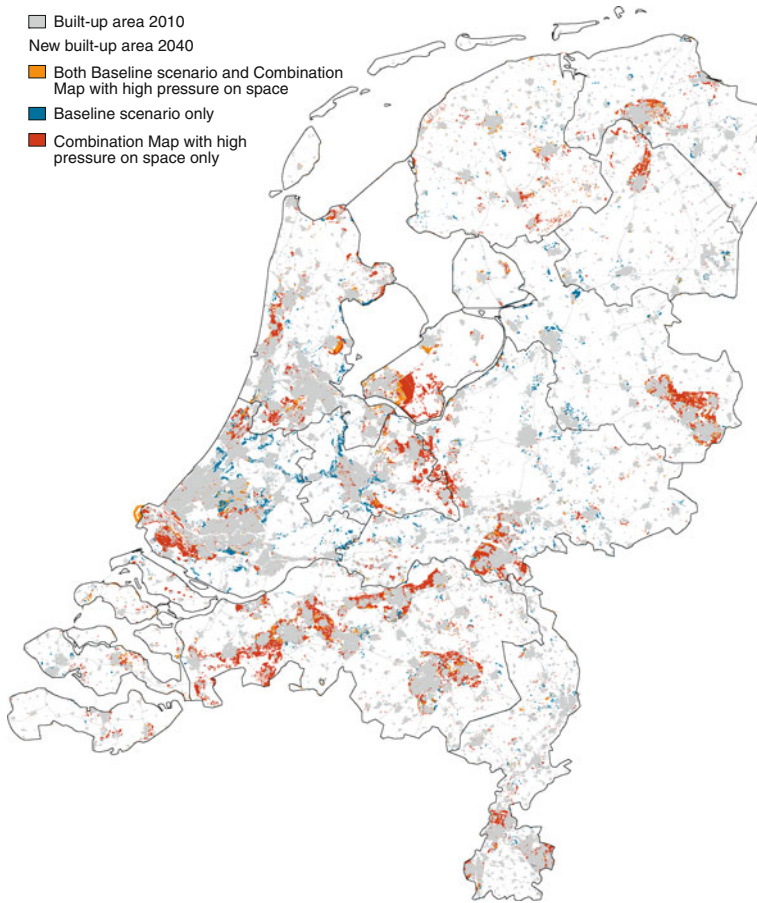 Built-up area 2010
New built-up area 2040
Both Baseline scenario and Combination
Map with high pressure on space
Baseline scenario only
Combination Map with high
pressure on space only